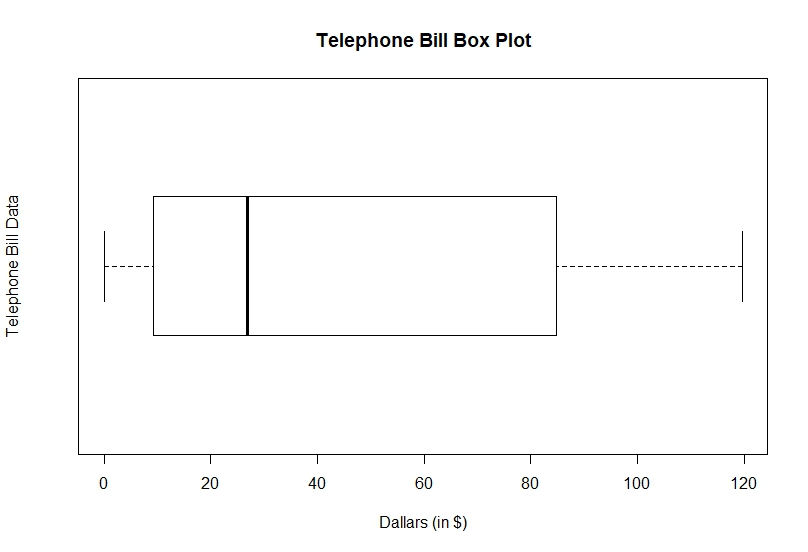 Telephone Bill Box Plot
Telephone Bill Data
0 20 40 60 80 100 120
Dallars (in $)